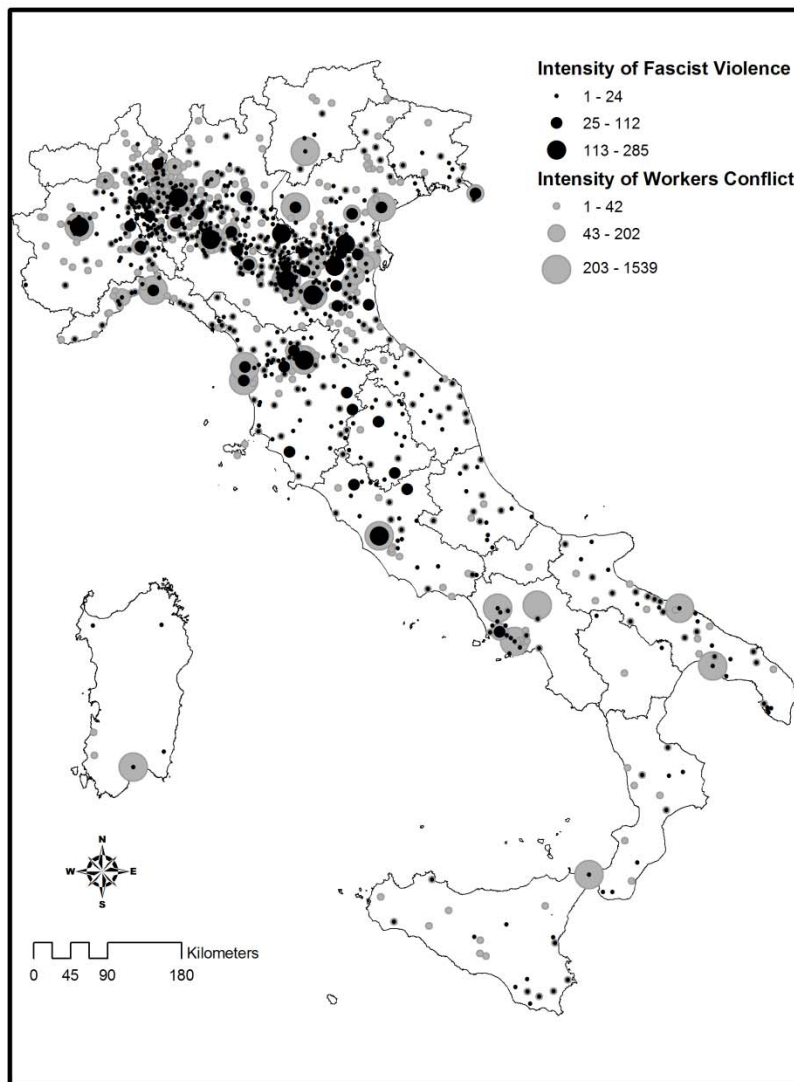 Intensity of Fascist Violence
1 - 24
25 - 112
113 - 285
Intensity of Workers Conflict
1 - 42
43 - 202
203 - 1539
N
W E
S
Kilometers
0 45 90 180